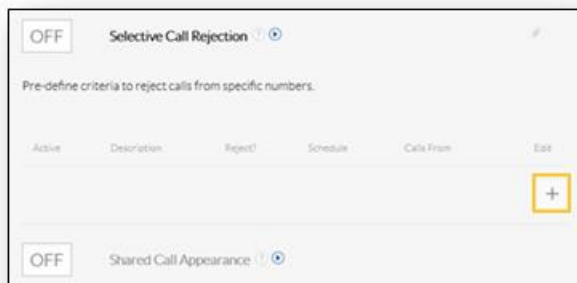 OFF Selective Call Rejection
Pre-define criteria to reject calls from specific numbers.
Active Description Reject? Schedule Calls From Edit
+
OFF Shared Call Appearance